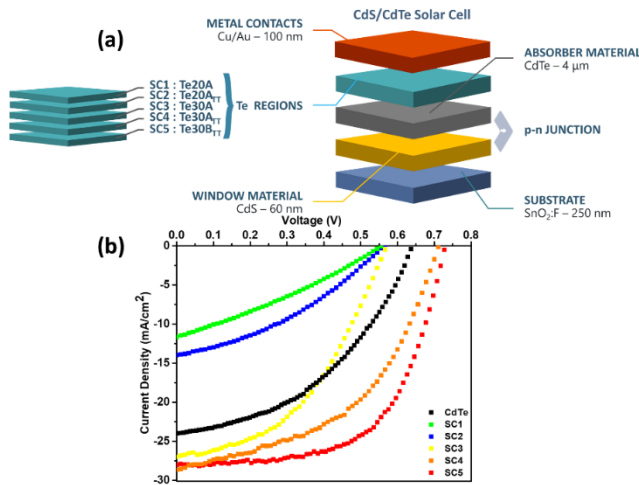 (a)
CdS/CdTe Solar Cell
METAL CONTACTS
Cu/Au – 100 nm
ABSORBER MATERIAL
CdTe – 4 µm
SC1 : Te20A
SC2 : Te20A_TT
SC3 : Te30A
SC4 : Te30A_TT
SC5 : Te30B_TT
Te REGIONS
p-n JUNCTION
WINDOW MATERIAL
CdS – 60 nm
SUBSTRATE
SnO₂:F – 250 nm
(b)
Voltage (V)
0.0 0.1 0.2 0.3 0.4 0.5 0.6 0.7 0.8
Current Density (mA/cm²)
0
-5
-10
-15
-20
-25
-30
CdTe
SC1
SC2
SC3
SC4
SC5